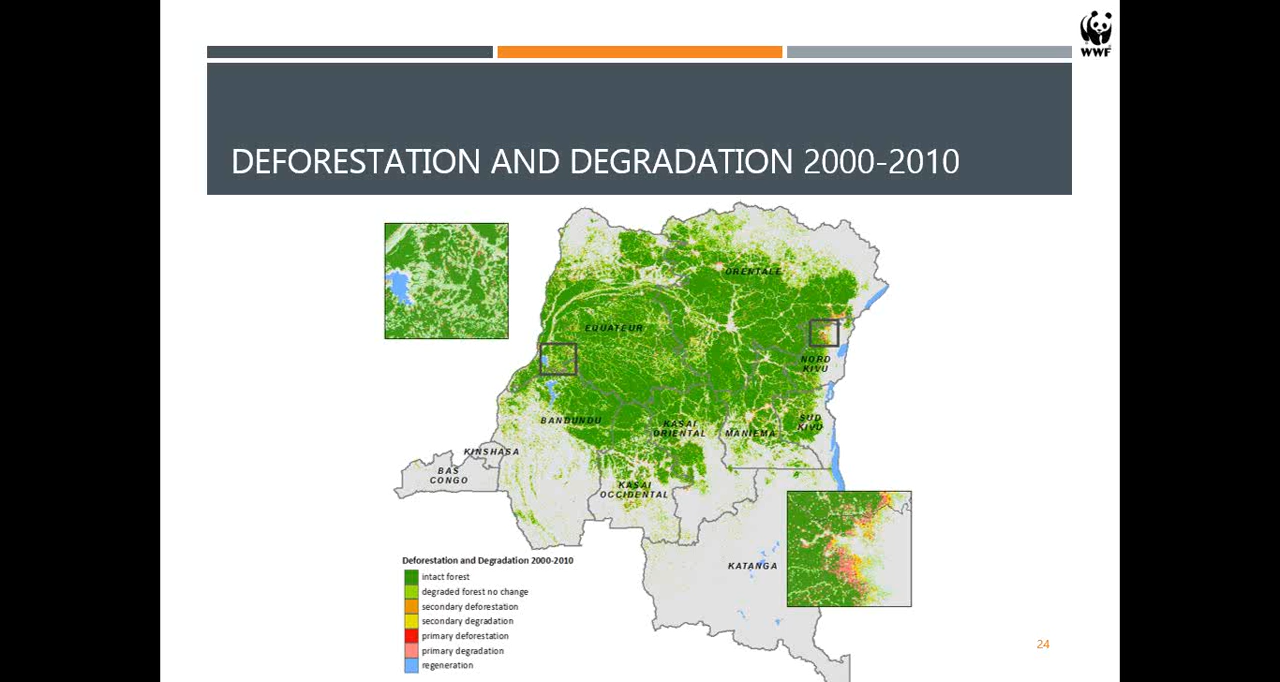 WWF
DEFORESTATION AND DEGRADATION 2000-2010
ORENTALE
EQUATEUR
NORD
KIVU
BANDUNDU
KASAI
ORIENTAL
MANIEMA
SUD
KIVU
KINSHASA
BAS
CONGO
KASAI
OCCIDENTAL
KATANGA
Deforestation and Degradation 2000-2010
intact forest
degraded forest no change
secondary deforestation
secondary degradation
primary deforestation
primary degradation
regeneration
24